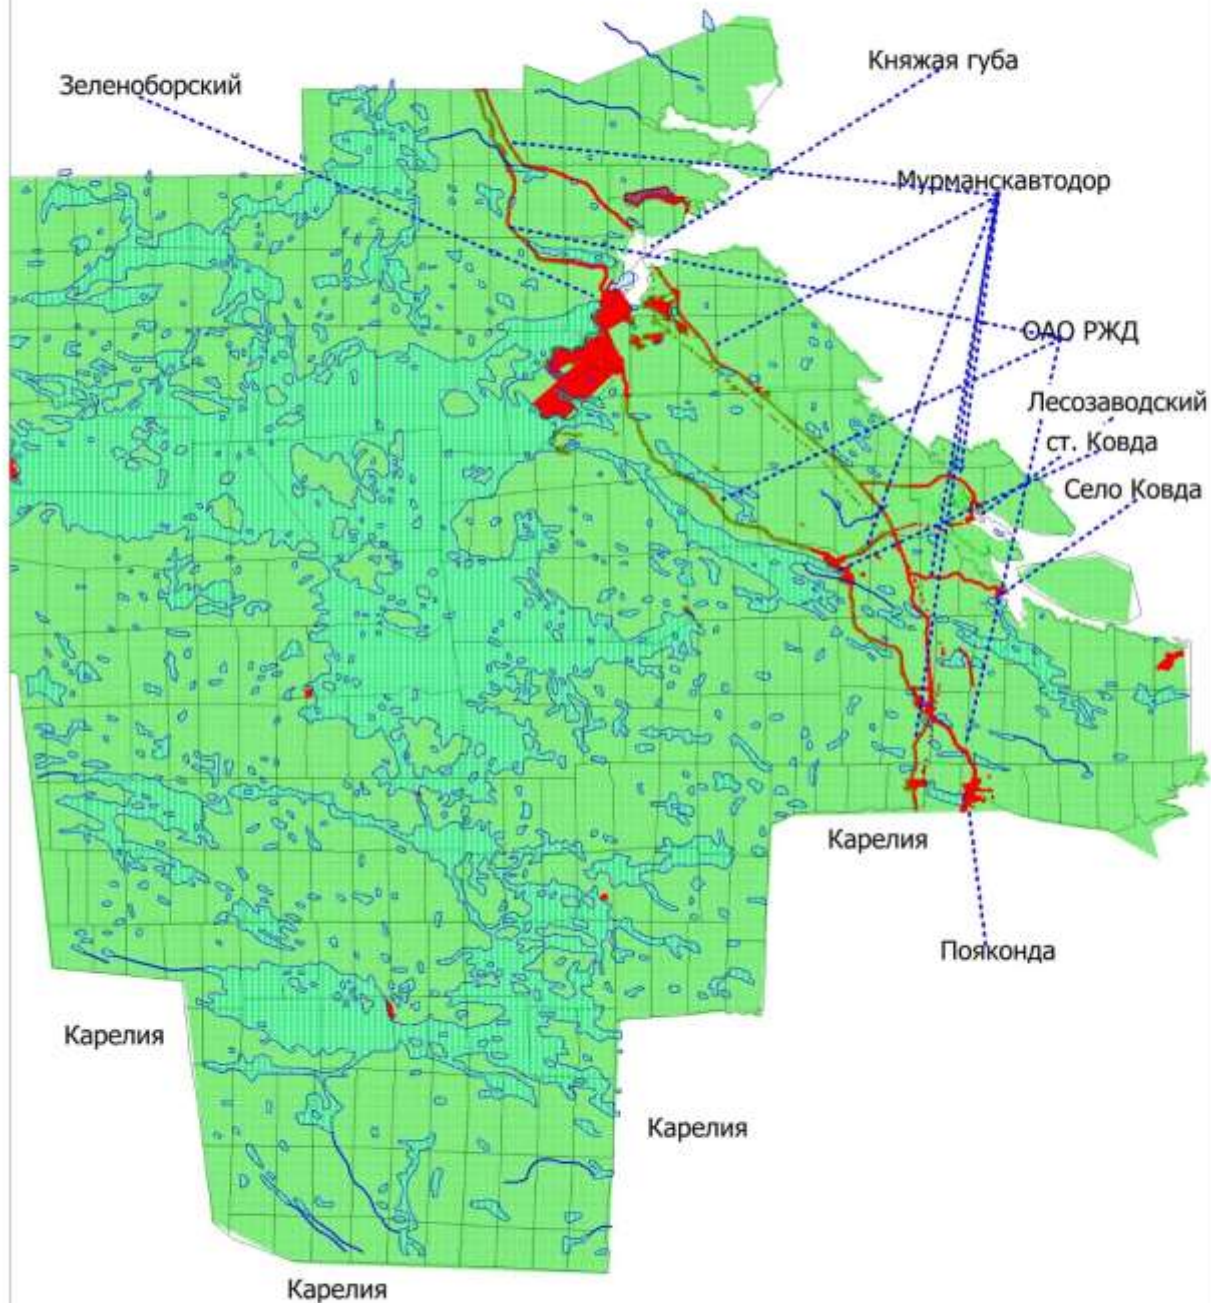 Княжая губа
Зеленоборский
Мурманскавтодор
ОАО РЖД
Лесозаводский
ст. Ковда
Село Ковда
Карелия
Пояконда
Карелия
Карелия
Карелия